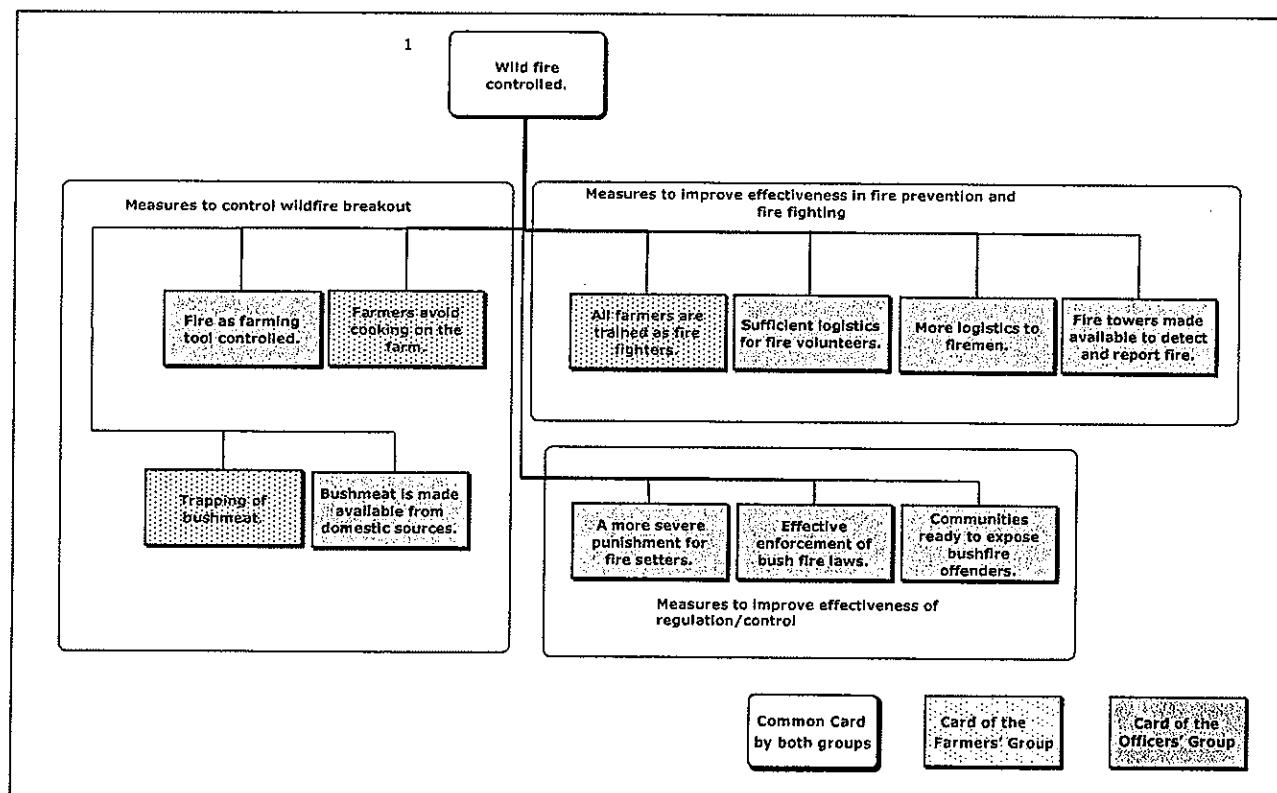 1
Wild fire
controlled.
Measures to control wildfire breakout
Measures to improve effectiveness in fire prevention and
fire fighting
Fire as farming
tool controlled.
Farmers avoid
cooking on the
farm.
All farmers are
trained as fire
fighters.
Sufficient logistics
for fire volunteers.
More logistics to
firemen.
Fire towers made
available to detect
and report fire.
Trapping of
bushmeat.
Bushmeat is made
available from
domestic sources.
A more severe
punishment for
fire setters.
Effective
enforcement of
bush fire laws.
Communities
ready to expose
bushfire
offenders.
Measures to improve effectiveness of
regulation/control
Common Card
by both groups
Card of the
Farmers' Group
Card of the
Officers' Group